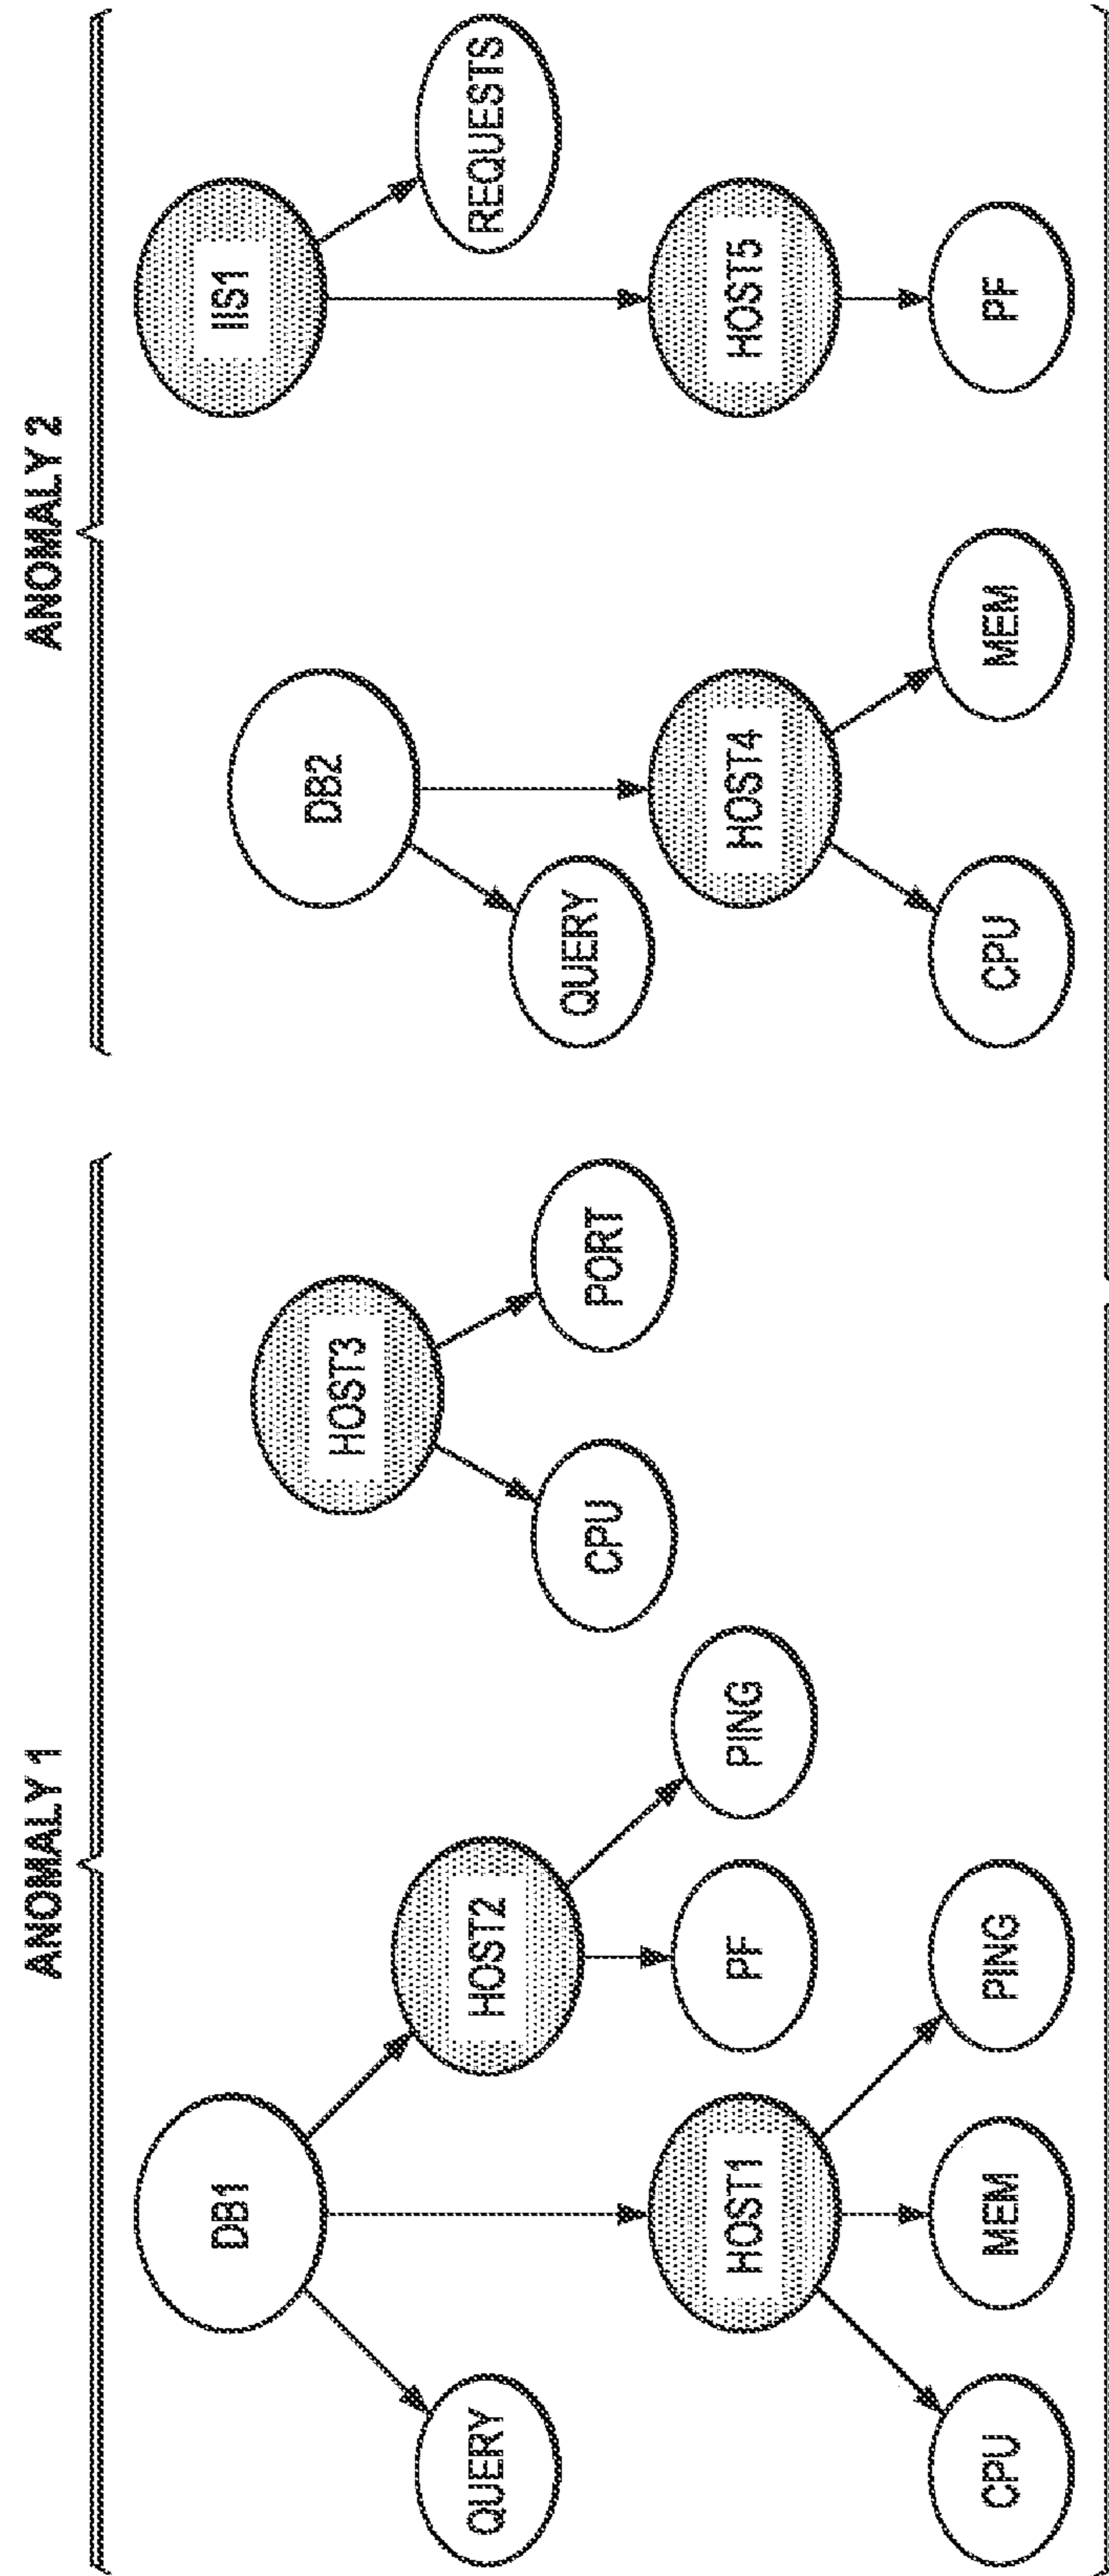 ANOMALY 1
DB1
QUERY
HOST2
HOST1
PF
PING
CPU
MEM
PING
HOST3
CPU
PORT
ANOMALY 2
DB2
QUERY
HOST4
CPU
MEM
IIS1
REQUESTS
HOST5
PF